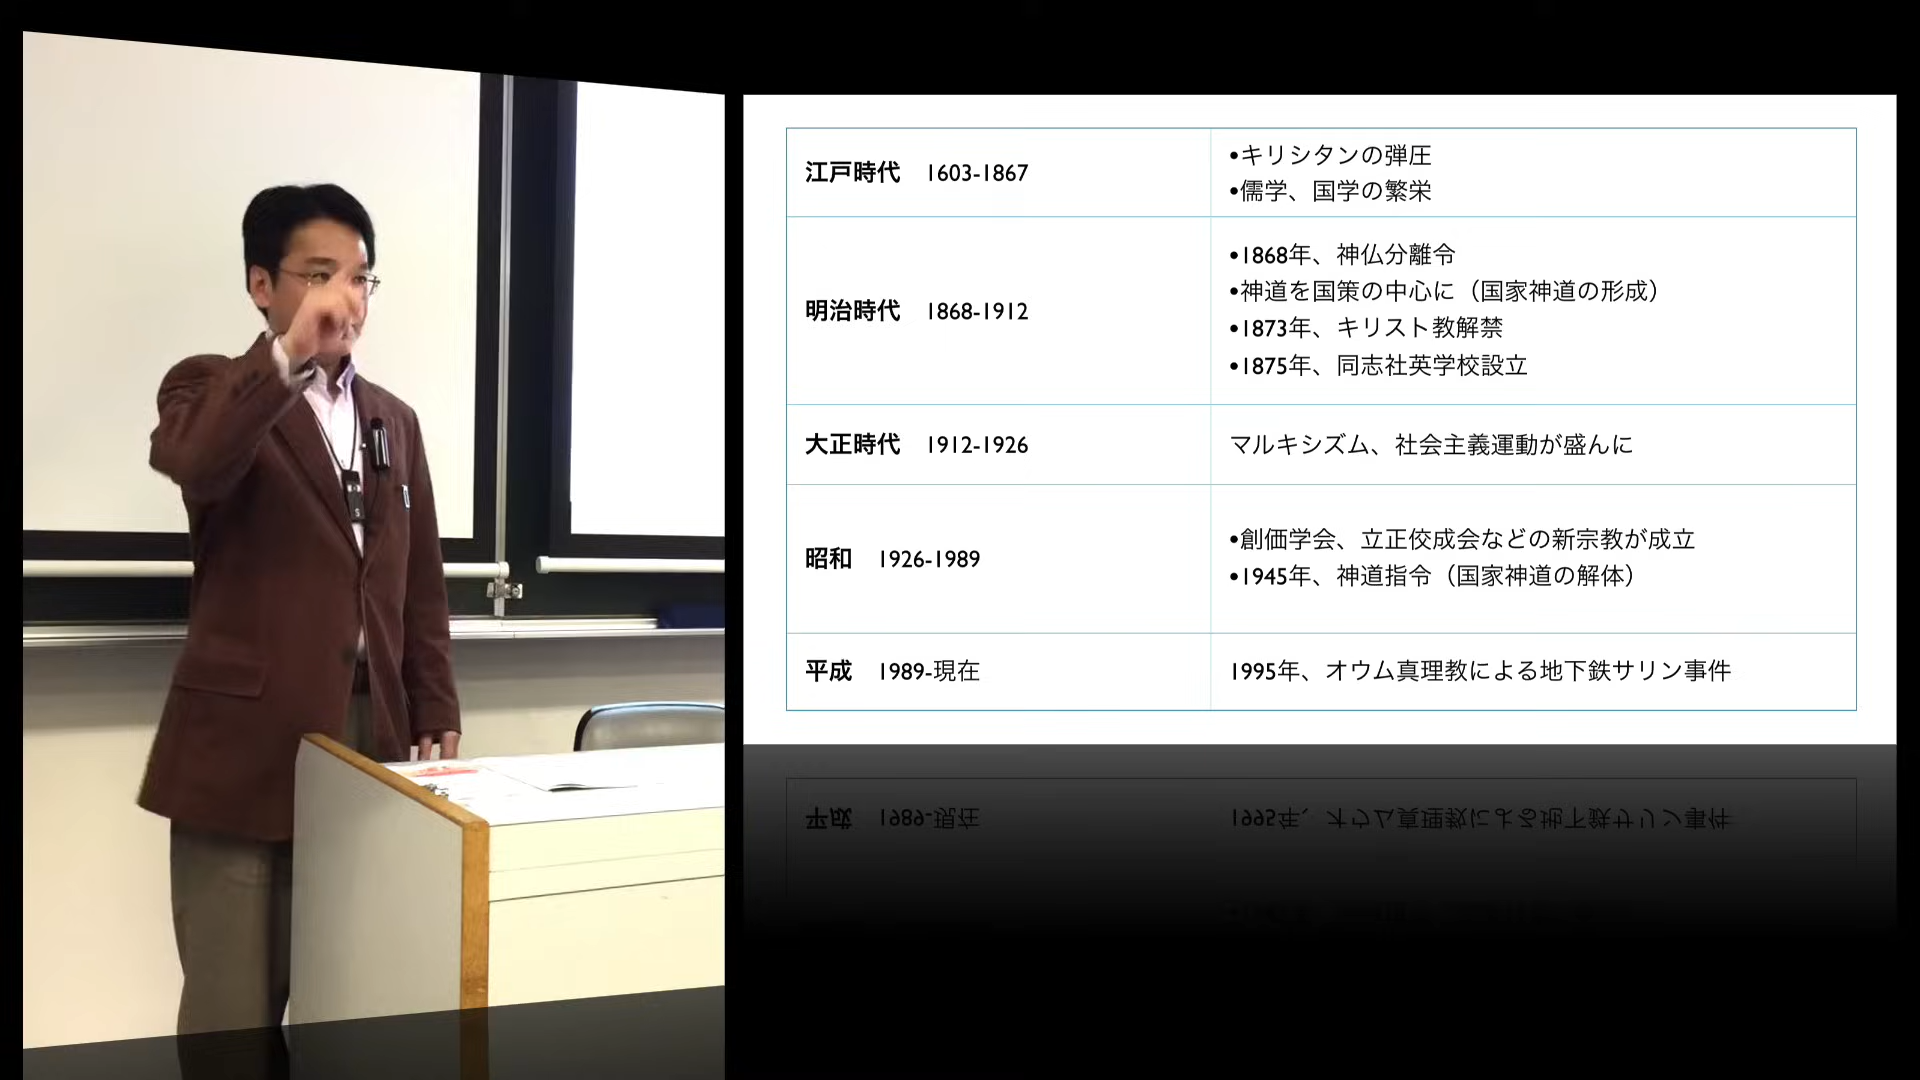 江戸時代 1603-1867
•キリシタンの弾圧
•儒学、国学の繁栄
明治時代 1868-1912
•1868年、神仏分離令
•神道を国策の中心に（国家神道の形成）
•1873年、キリスト教解禁
•1875年、同志社英学校設立
大正時代 1912-1926
マルキシズム、社会主義運動が盛んに
昭和 1926-1989
•創価学会、立正佼成会などの新宗教が成立
•1945年、神道指令（国家神道の解体）
平成 1989-現在
1995年、オウム真理教による地下鉄サリン事件